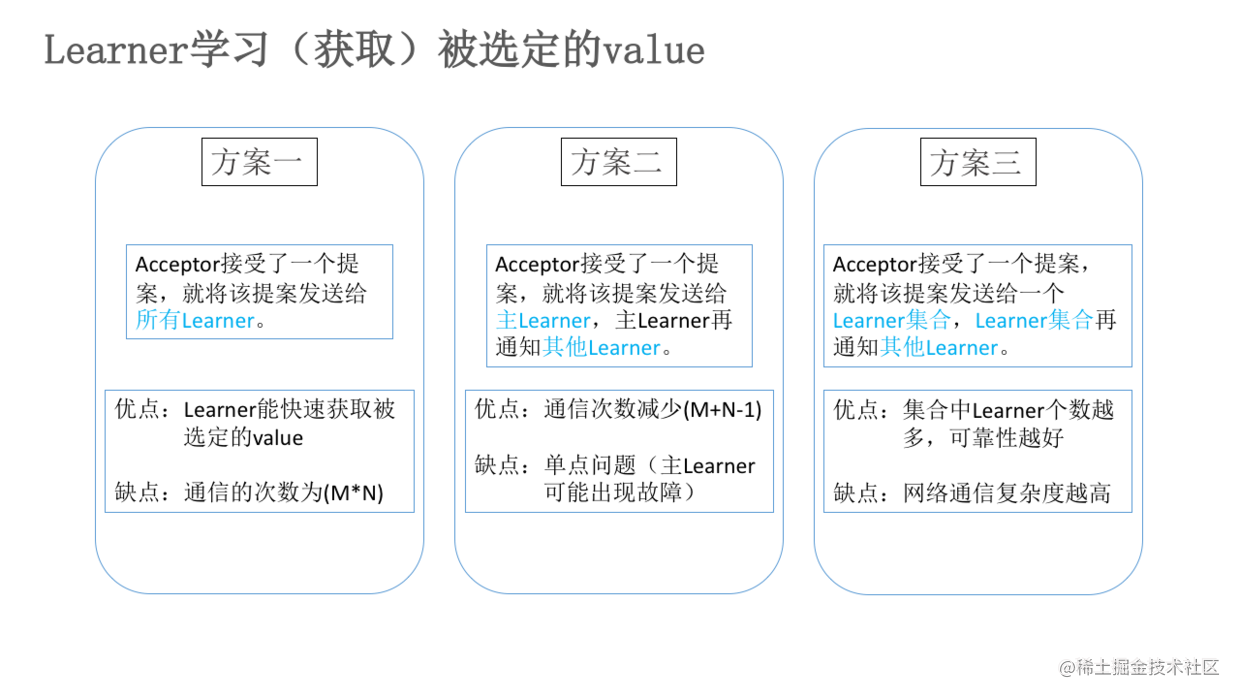 Learner学习（获取）被选定的value
方案一
Acceptor接受了一个提
案，就将该提案发送给
所有Learner。
优点：Learner能快速获取被
选定的value
缺点：通信的次数为(M*N)
方案二
Acceptor接受了一个提
案，就将该提案发送给
主Learner，主Learner再
通知其他Learner。
优点：通信次数减少(M+N-1)
缺点：单点问题（主Learner
可能出现故障）
方案三
Acceptor接受了一个提案，
就将该提案发送给一个
Learner集合，Learner集合再
通知其他Learner。
优点：集合中Learner个数越
多，可靠性越好
缺点：网络通信复杂度越高
@稀土掘金技术社区